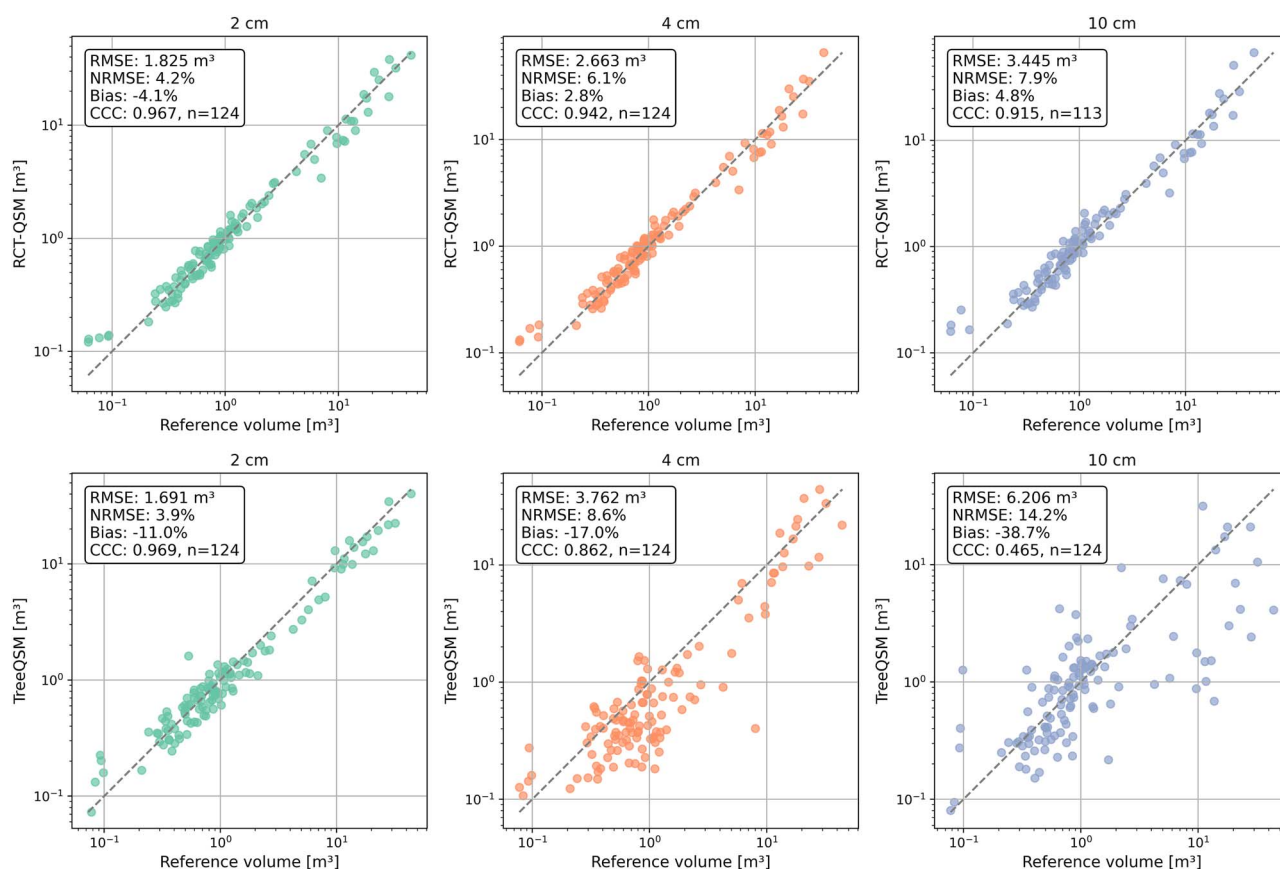 2 cm
RMSE: 1.825 m³
NRMSE: 4.2%
Bias: -4.1%
CCC: 0.967, n=124
RCT-QSM [m³]
10¹
10⁰
10⁻¹
10⁻¹ 10⁰ 10¹
Reference volume [m³]
4 cm
RMSE: 2.663 m³
NRMSE: 6.1%
Bias: 2.8%
CCC: 0.942, n=124
RCT-QSM [m³]
10¹
10⁰
10⁻¹
10⁻¹ 10⁰ 10¹
Reference volume [m³]
10 cm
RMSE: 3.445 m³
NRMSE: 7.9%
Bias: 4.8%
CCC: 0.915, n=113
RCT-QSM [m³]
10¹
10⁰
10⁻¹
10⁻¹ 10⁰ 10¹
Reference volume [m³]
2 cm
RMSE: 1.691 m³
NRMSE: 3.9%
Bias: -11.0%
CCC: 0.969, n=124
TreeQSM [m³]
10¹
10⁰
10⁻¹
10⁻¹ 10⁰ 10¹
Reference volume [m³]
4 cm
RMSE: 3.762 m³
NRMSE: 8.6%
Bias: -17.0%
CCC: 0.862, n=124
TreeQSM [m³]
10¹
10⁰
10⁻¹
10⁻¹ 10⁰ 10¹
Reference volume [m³]
10 cm
RMSE: 6.206 m³
NRMSE: 14.2%
Bias: -38.7%
CCC: 0.465, n=124
TreeQSM [m³]
10¹
10⁰
10⁻¹
10⁻¹ 10⁰ 10¹
Reference volume [m³]